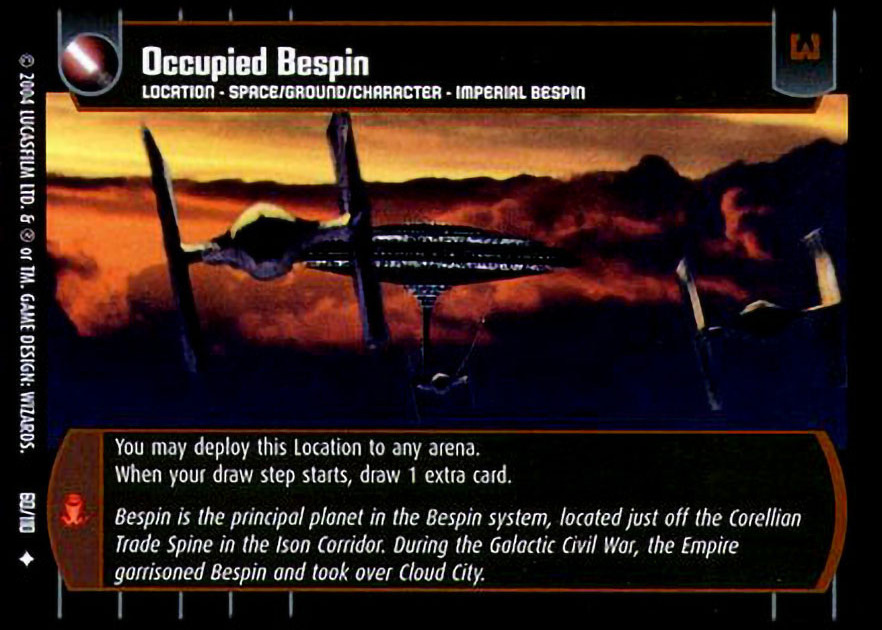 Occupied Bespin
LOCATION - SPACE/GROUND/CHARACTER - IMPERIAL BESPIN
You may deploy this Location to any arena.
When your draw step starts, draw 1 extra card.
Bespin is the principal planet in the Bespin system, located just off the Corellian
Trade Spine in the Ison Corridor. During the Galactic Civil War, the Empire
garrisoned Bespin and took over Cloud City.
© 2004 LUCASFILM LTD. & ® or TM. GAME DESIGN: WIZARDS.